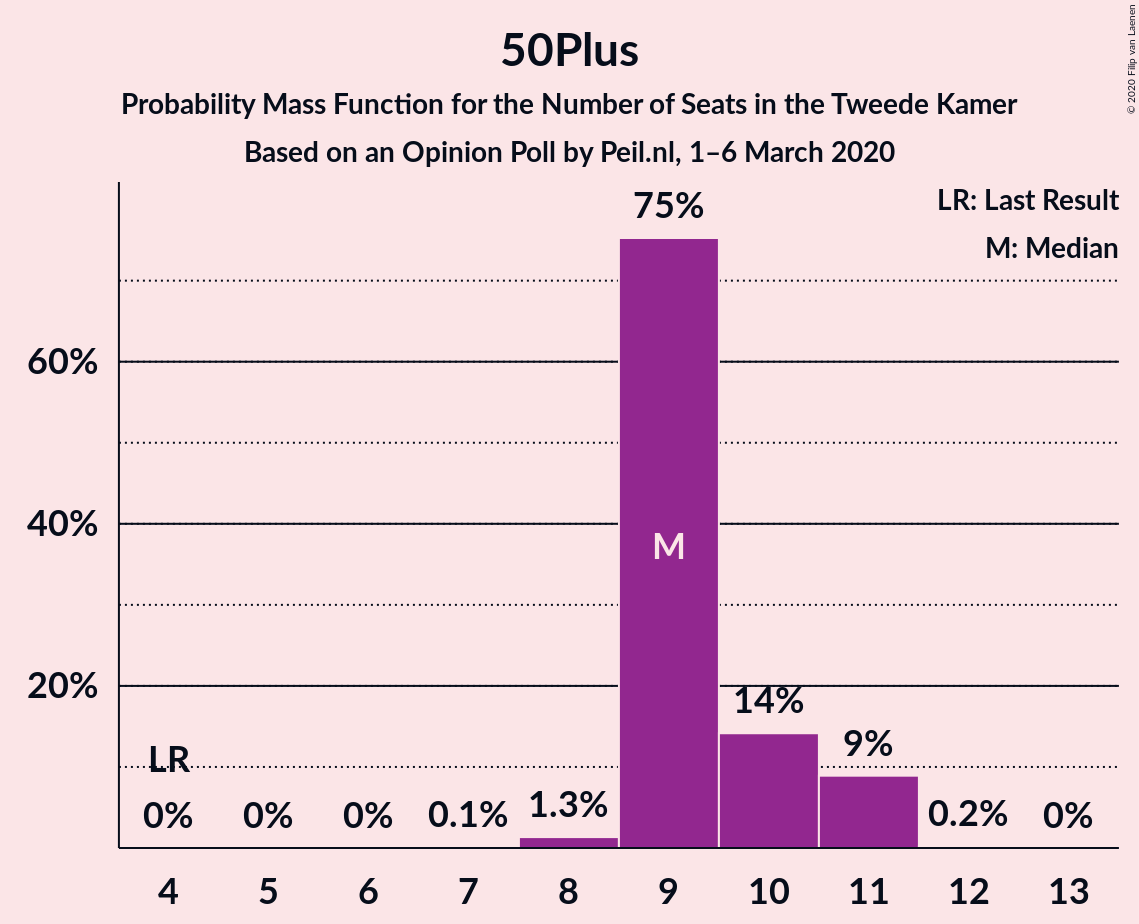 50Plus
Probability Mass Function for the Number of Seats in the Tweede Kamer
Based on an Opinion Poll by Peil.nl, 1–6 March 2020
© 2020 Filip van Laenen
LR: Last Result
M: Median
75%
60%
40%
M
20%
14%
9%
LR
0%
0%
0%
0.1%
1.3%
0.2%
0%
4
5
6
7
8
9
10
11
12
13